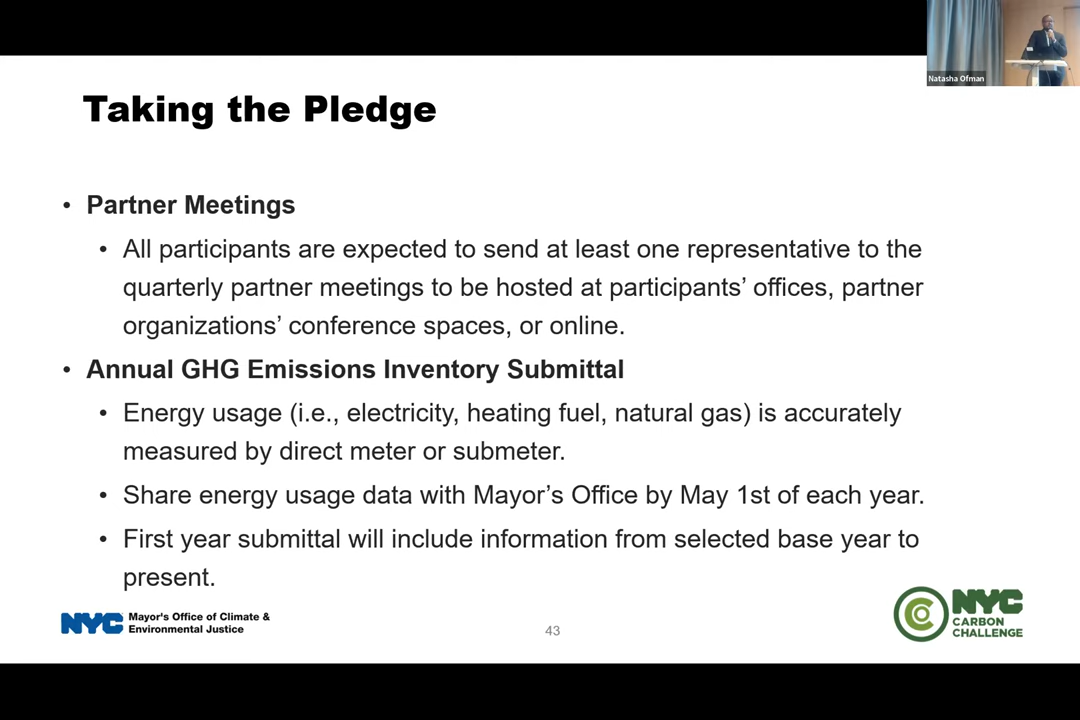 Natasha Ofman
Taking the Pledge
• Partner Meetings
• All participants are expected to send at least one representative to the
quarterly partner meetings to be hosted at participants’ offices, partner
organizations’ conference spaces, or online.
• Annual GHG Emissions Inventory Submittal
• Energy usage (i.e., electricity, heating fuel, natural gas) is accurately
measured by direct meter or submeter.
• Share energy usage data with Mayor’s Office by May 1st of each year.
• First year submittal will include information from selected base year to
present.
NYC Mayor's Office of Climate &
Environmental Justice
43
NYC
CARBON
CHALLENGE